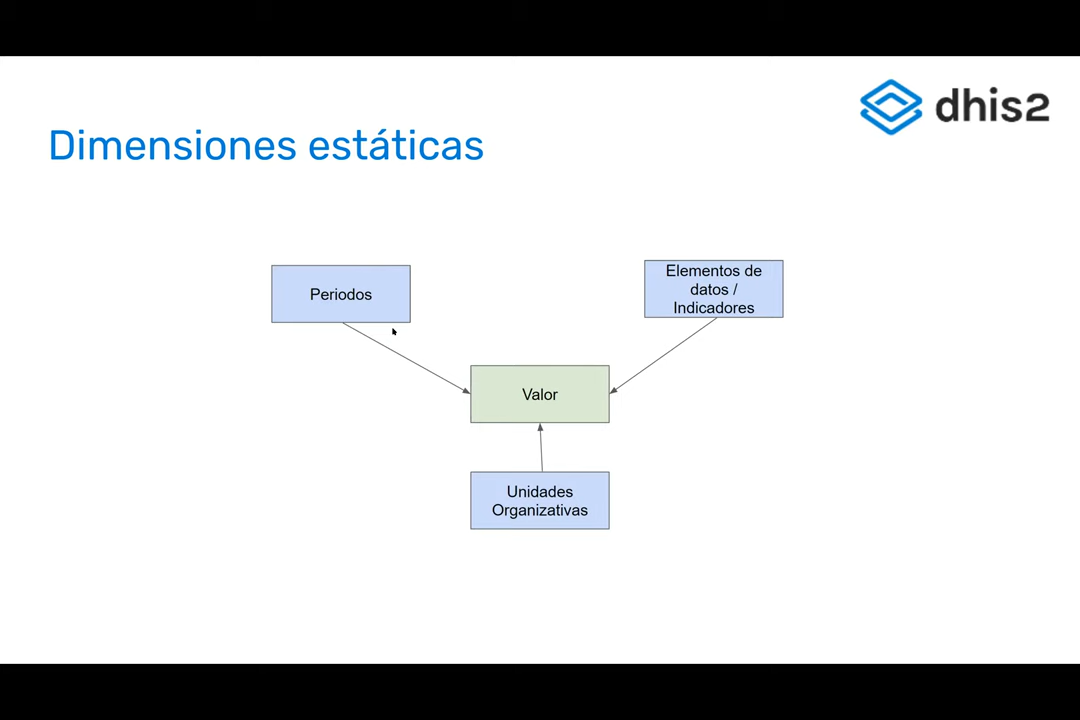 dhis2
Dimensiones estáticas
Periodos
Elementos de
datos /
Indicadores
Valor
Unidades
Organizativas